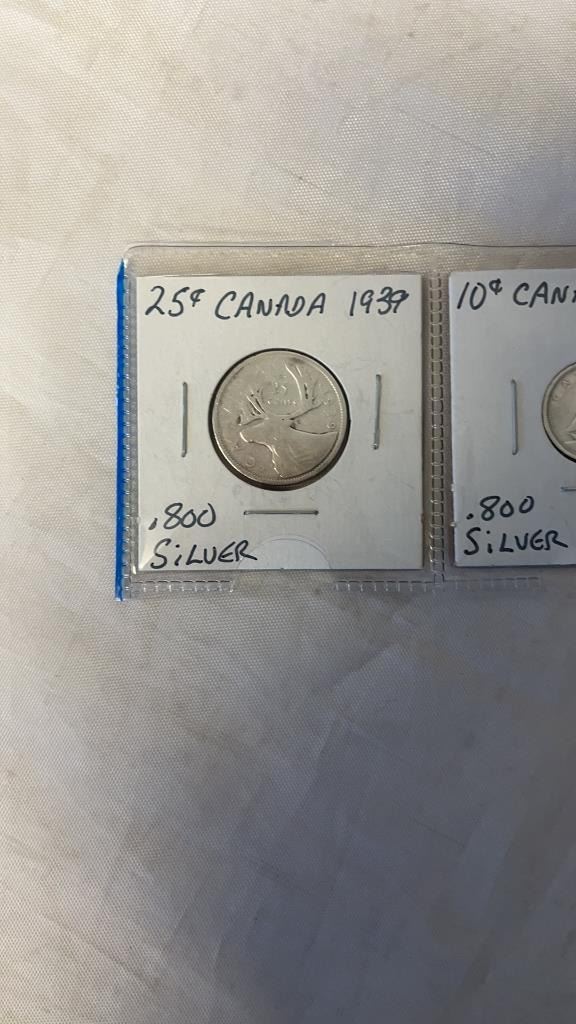 25¢ CANADA 1939
.800
SILVER
10¢ CAN
.800
SILVER